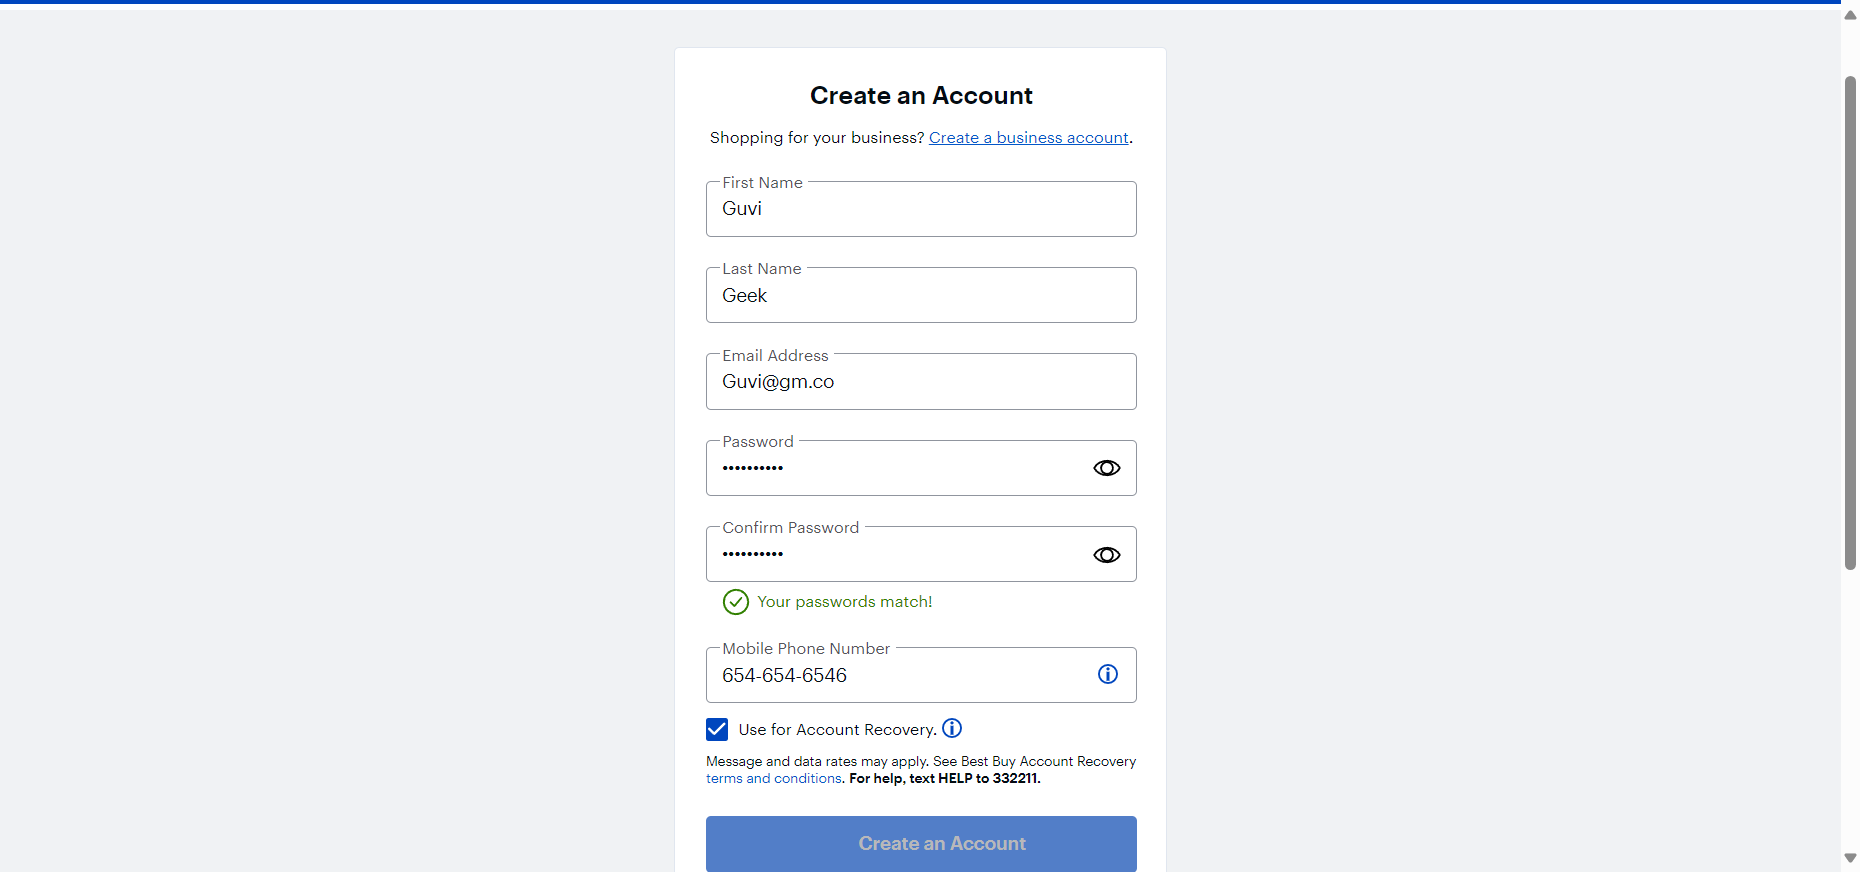 Create an Account
Shopping for your business? Create a business account.
First Name
Guvi
Last Name
Geek
Email Address
Guvi@gm.co
Password
••••••••••
Confirm Password
••••••••••
Your passwords match!
Mobile Phone Number
654-654-6546
Use for Account Recovery.
Message and data rates may apply. See Best Buy Account Recovery
terms and conditions. For help, text HELP to 332211.
Create an Account